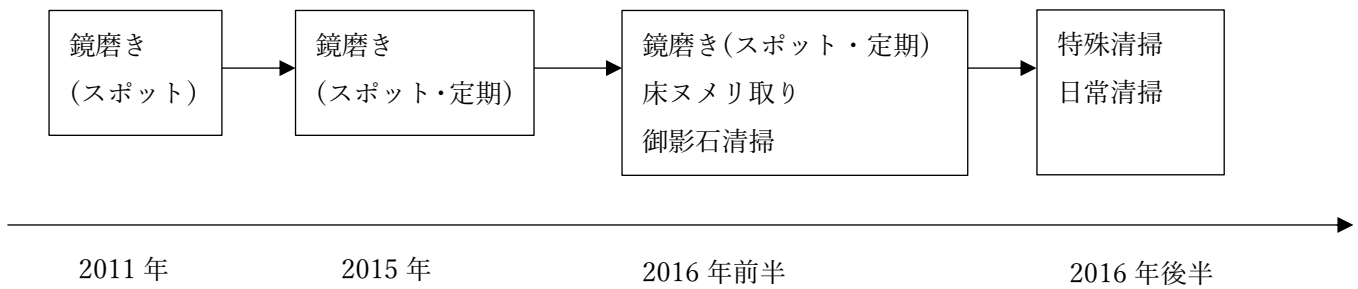 鏡磨き
(スポット)
鏡磨き
(スポット・定期)
鏡磨き(スポット・定期)
床ヌメリ取り
御影石清掃
特殊清掃
日常清掃
2011 年
2015 年
2016 年前半
2016 年後半